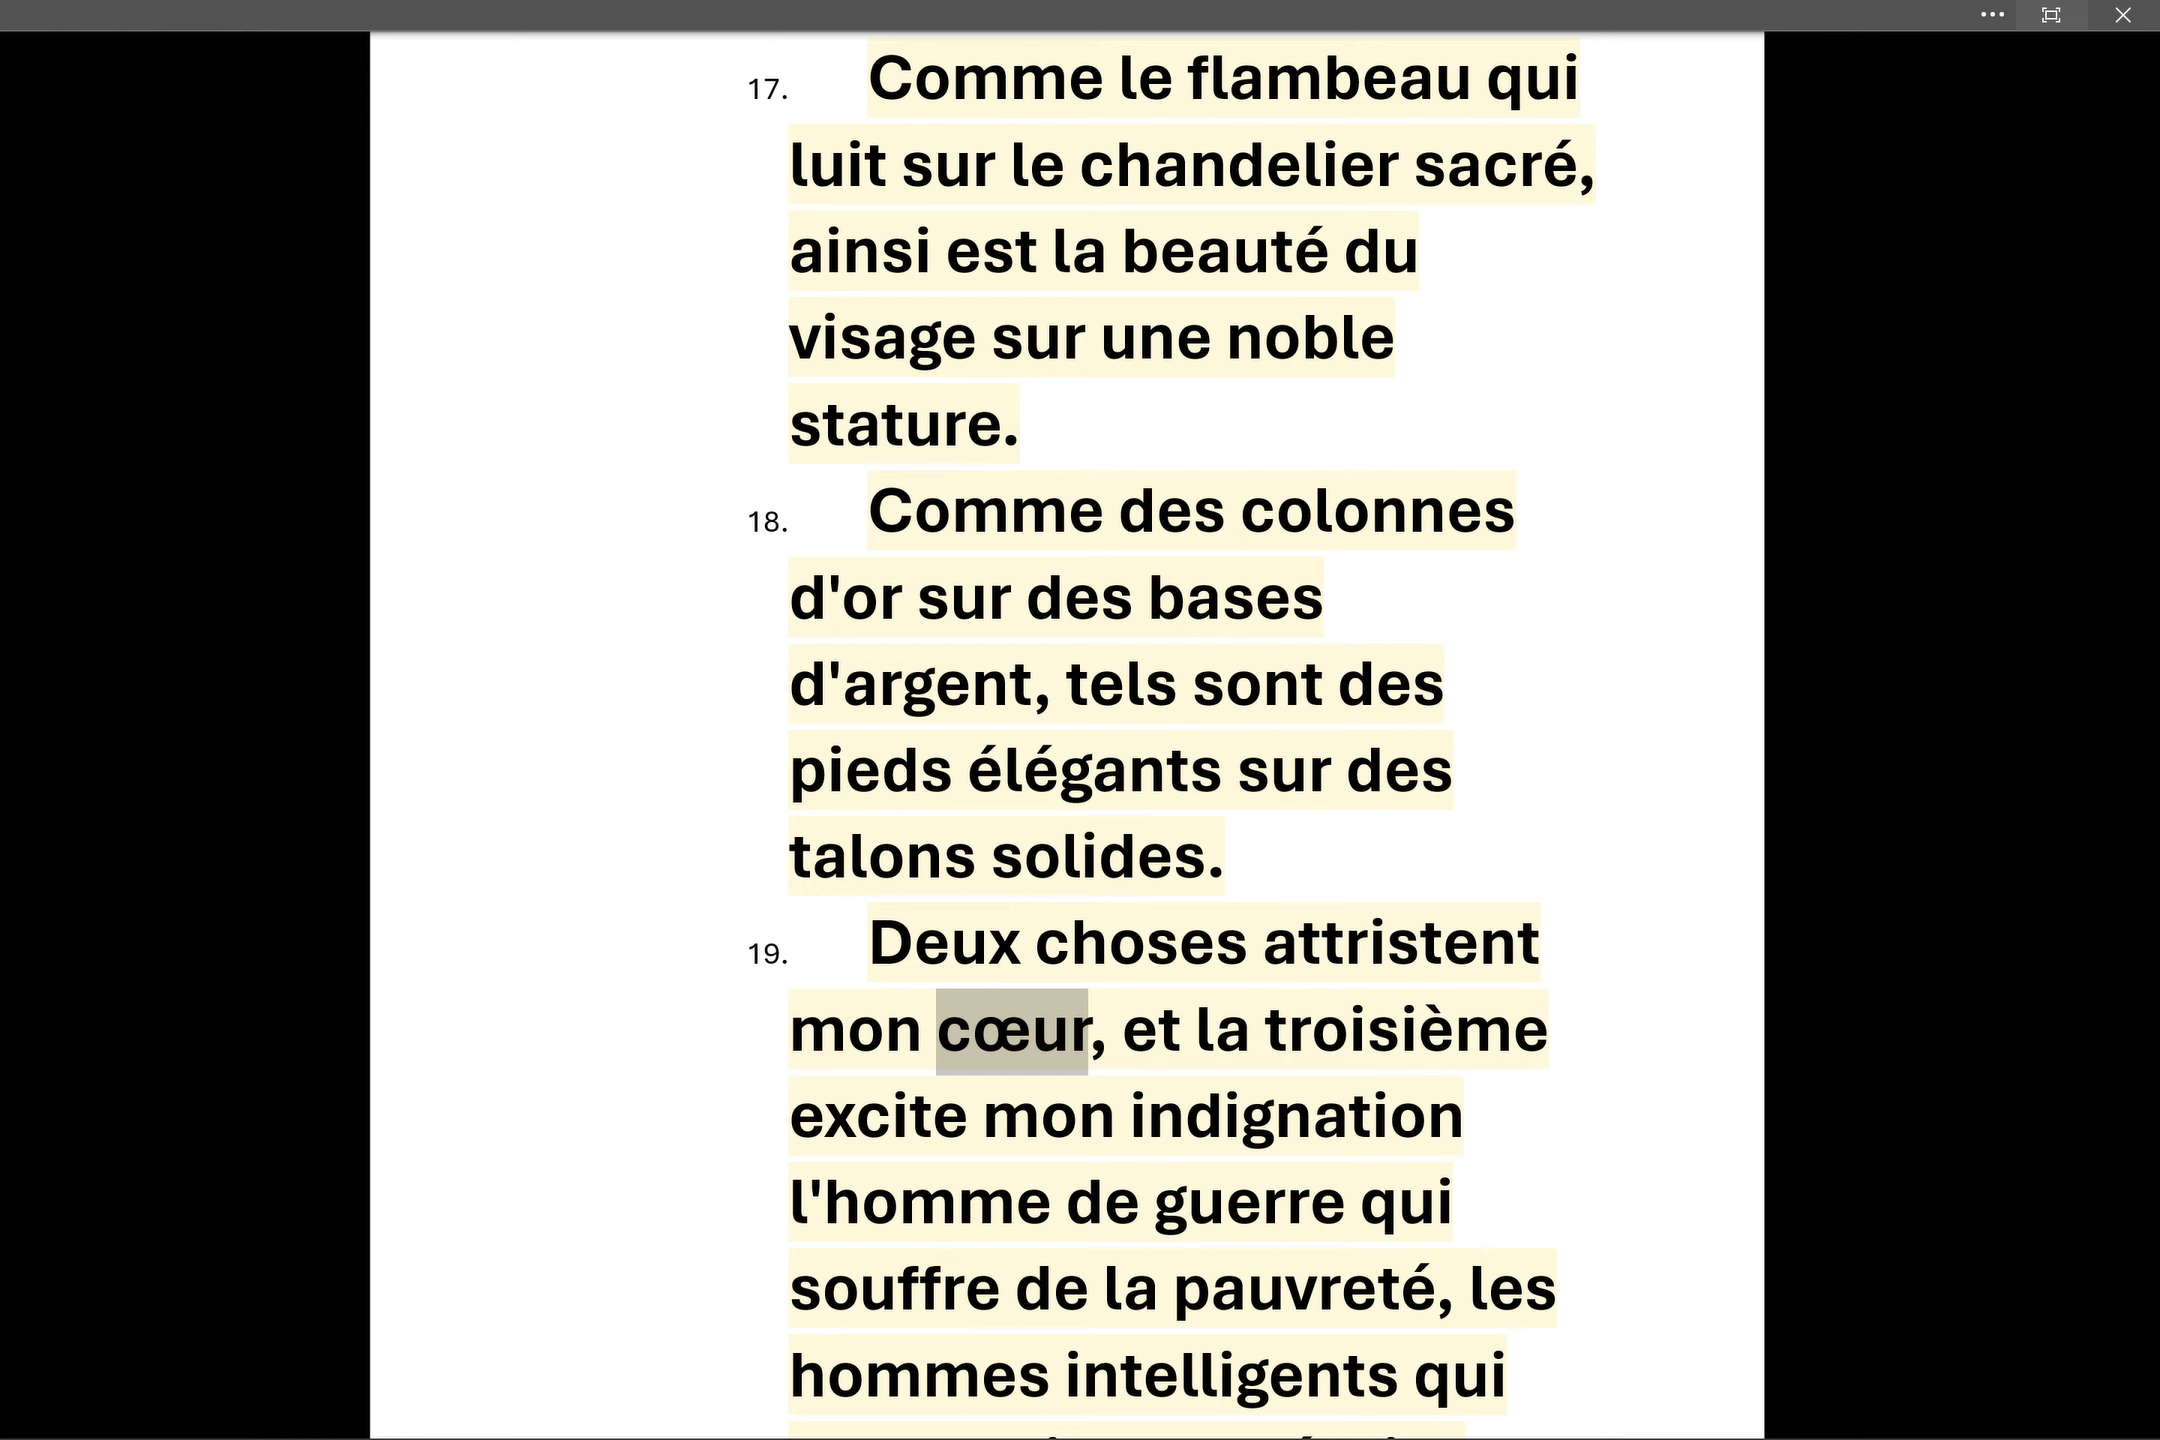 17. Comme le flambeau qui
luit sur le chandelier sacré,
ainsi est la beauté du
visage sur une noble
stature.
18. Comme des colonnes
d'or sur des bases
d'argent, tels sont des
pieds élégants sur des
talons solides.
19. Deux choses attristent
mon cœur, et la troisième
excite mon indignation
l'homme de guerre qui
souffre de la pauvreté, les
hommes intelligents qui